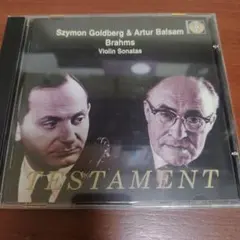 Szymon Goldberg & Artur Balsam
Brahms
Violin Sonatas
TESTAMENT